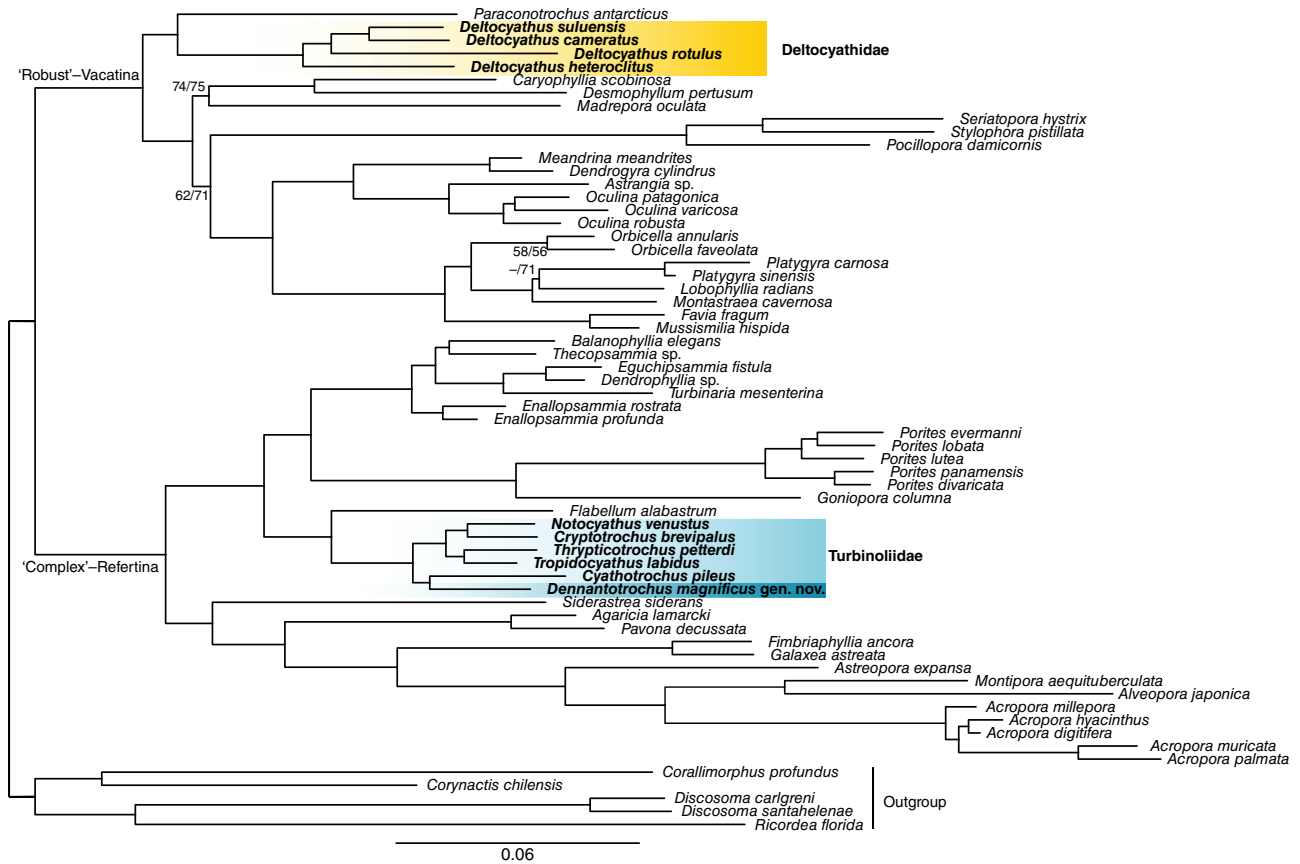 Paraconotrochus antarcticus
Deltocyathus suluensis
Deltocyathus cameratus
Deltocyathus rotulus
Deltocyathidae
Deltocyathus heteroclitus
'Robust'–Vacatina
Caryophyllia scobinosa
74/75
Desmophyllum pertusum
Madrepora oculata
Seriatopora hystrix
Stylophora pistillata
Pocillopora damicornis
Meandrina meandrites
Dendrogyra cylindrus
Astrangia sp.
62/71
Oculina patagonica
Oculina varicosa
Oculina robusta
Orbicella annularis
58/56
Orbicella faveolata
–/71
Platygyra carnosa
Platygyra sinensis
Lobophyllia radians
Montastraea cavernosa
Favia fragum
Mussismilia hispida
Balanophyllia elegans
Thecopsammia sp.
Eguchipsammia fistula
Dendrophyllia sp.
Turbinaria mesenterina
Enallopsammia rostrata
Enallopsammia profunda
Porites evermanni
Porites lobata
Porites lutea
Porites panamensis
Porites divaricata
Goniopora columna
Flabellum alabastrum
Notocyathus venustus
Cryptotrochus brevipalus
Thrypticotrochus petterdi
Turbinoliidae
Tropidocyathus labidus
'Complex'–Refertina
Cyathotrochus pileus
Dennantotrochus magnificus gen. nov.
Siderastrea siderans
Agaricia lamarcki
Pavona decussata
Fimbriaphyllia ancora
Galaxea astreata
Astreopora expansa
Montipora aequituberculata
Alveopora japonica
Acropora millepora
Acropora hyacinthus
Acropora digitifera
Acropora muricata
Acropora palmata
Corallimorphus profundus
Corynactis chilensis
Discosoma carlgreni
Outgroup
Discosoma santahelenae
Ricordea florida
0.06